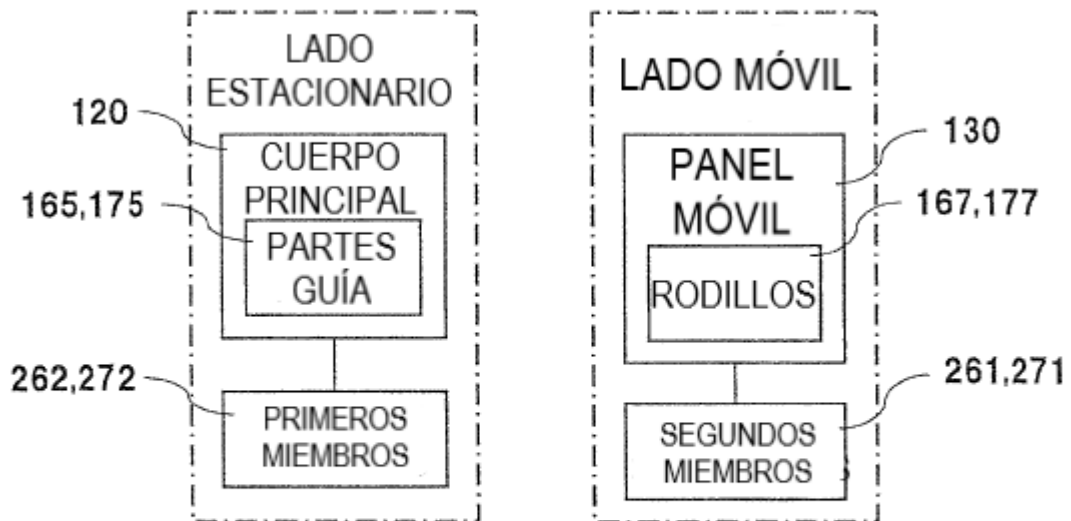 LADO
ESTACIONARIO
120
CUERPO
PRINCIPAL
165,175
PARTES
GUÍA
262,272
PRIMEROS
MIEMBROS
LADO MÓVIL
130
PANEL
MÓVIL
167,177
RODILLOS
261,271
SEGUNDOS
MIEMBROS